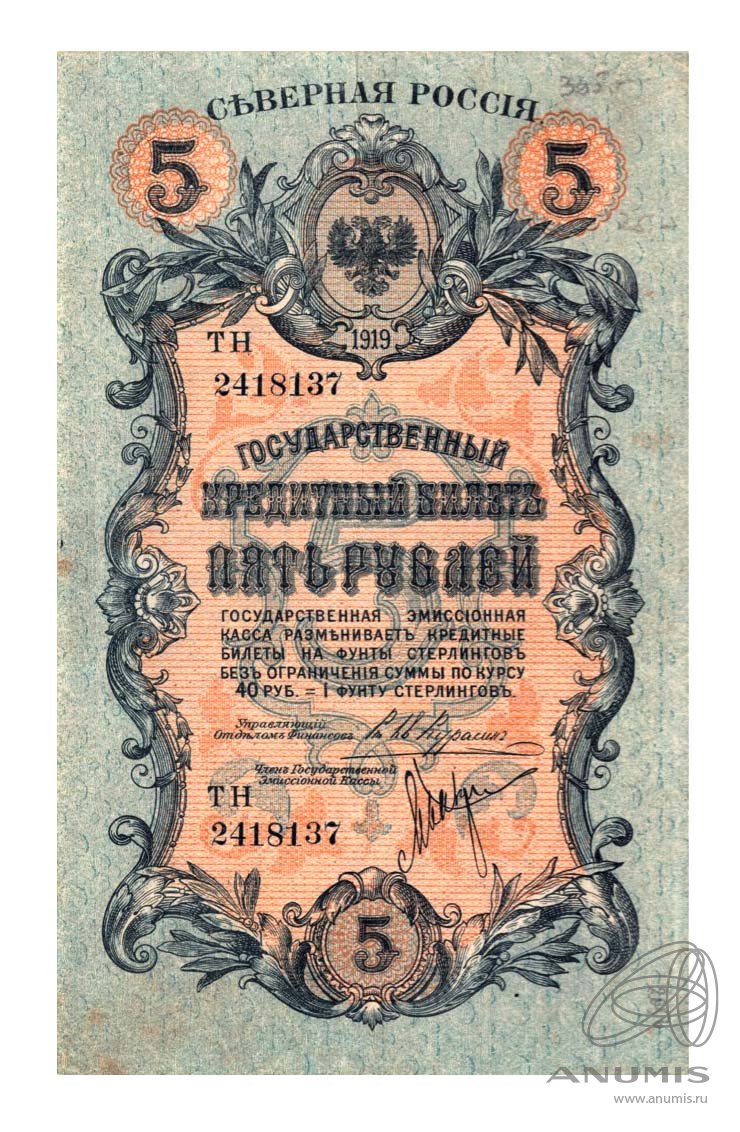 СѢВЕРНАЯ РОССІЯ
5
5
1919
ТН
2418137
ГОСУДАРСТВЕННЫЙ
КРЕДИТНЫЙ БИЛЕТЪ
ПЯТЬ РУБЛЕЙ
5
ГОСУДАРСТВЕННАЯ ЭМИССІОННАЯ
КАССА РАЗМѢНИВАЕТЪ КРЕДИТНЫЕ
БИЛЕТЫ НА ФУНТЫ СТЕРЛИНГОВЪ
БЕЗЪ ОГРАНИЧЕНІЯ СУММЫ ПО КУРСУ
40 РУБ. = 1 ФУНТУ СТЕРЛИНГОВЪ.
Управляющій
Отдѣломъ Финансовъ
Членъ Государственной
Эмиссіонной Кассы
ТН
2418137
5
ANUMIS
www.anumis.ru